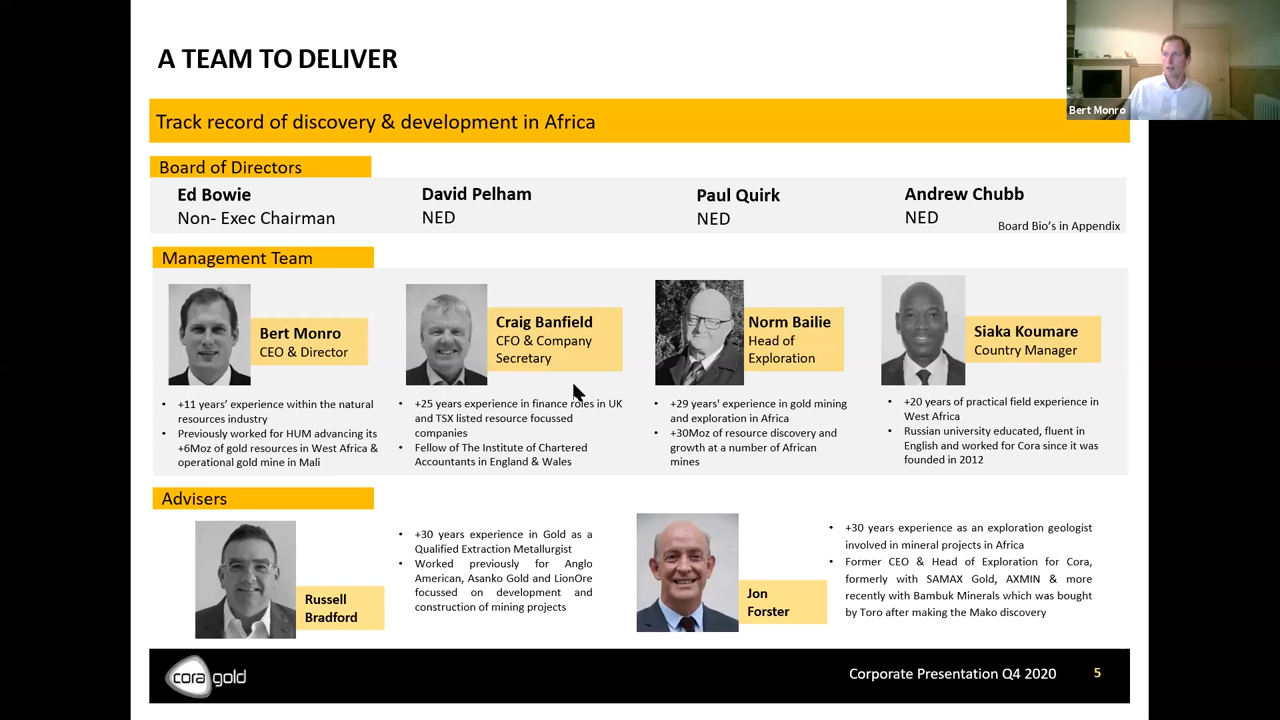 A TEAM TO DELIVER
Bert Monro
Track record of discovery & development in Africa
Board of Directors
Ed Bowie
Non- Exec Chairman
David Pelham
NED
Paul Quirk
NED
Andrew Chubb
NED
Board Bio's in Appendix
Management Team
Bert Monro
CEO & Director
• +11 years' experience within the natural
resources industry
• Previously worked for HUM advancing its
+6Moz of gold resources in West Africa &
operational gold mine in Mali
Craig Banfield
CFO & Company
Secretary
• +25 years experience in finance roles in UK
and TSX listed resource focussed
companies
• Fellow of The Institute of Chartered
Accountants in England & Wales
Norm Bailie
Head of
Exploration
• +29 years' experience in gold mining
and exploration in Africa
• +30Moz of resource discovery and
growth at a number of African
mines
Siaka Koumare
Country Manager
• +20 years of practical field experience in
West Africa
• Russian university educated, fluent in
English and worked for Cora since it was
founded in 2012
Advisers
Russell
Bradford
• +30 years experience in Gold as a
Qualified Extraction Metallurgist
• Worked previously for Anglo
American, Asanko Gold and LionOre
focussed on development and
construction of mining projects
Jon
Forster
• +30 years experience as an exploration geologist
involved in mineral projects in Africa
• Former CEO & Head of Exploration for Cora,
formerly with SAMAX Gold, AXMIN & more
recently with Bambuk Minerals which was bought
by Toro after making the Mako discovery
cora gold
Corporate Presentation Q4 2020
5